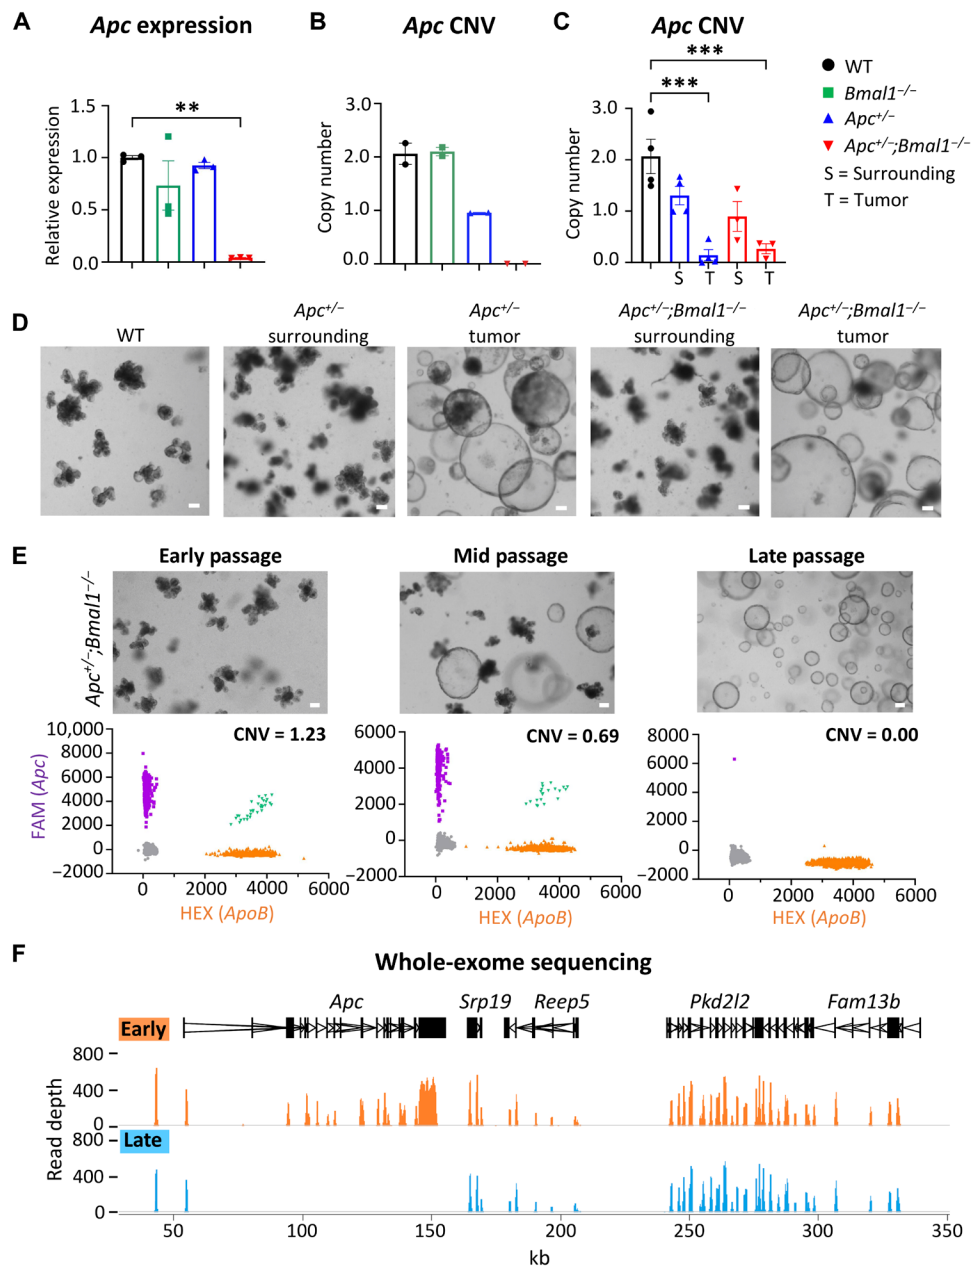 A
Apc expression
B
Apc CNV
C
Apc CNV
WT
Bmal1−/−
Apc+/−
Apc+/−;Bmal1−/−
S = Surrounding
T = Tumor
**
Relative expression
1.5
1.0
0.5
0.0
Copy number
3.0
2.0
1.0
0.0
***
***
Copy number
3.0
2.0
1.0
0.0
S T S T
D
WT
Apc+/−
surrounding
Apc+/−
tumor
Apc+/−;Bmal1−/−
surrounding
Apc+/−;Bmal1−/−
tumor
E
Early passage
Mid passage
Late passage
Apc+/−;Bmal1−/−
FAM (Apc)
CNV = 1.23
10,000
8000
6000
4000
2000
0
−2000
0 2000 4000 6000
HEX (ApoB)
CNV = 0.69
6000
4000
2000
0
−2000
0 2000 4000 6000
HEX (ApoB)
CNV = 0.00
8000
6000
4000
2000
0
−2000
0 2000 4000 6000
HEX (ApoB)
F
Whole-exome sequencing
Apc Srp19 Reep5 Pkd2l2 Fam13b
Early
Read depth
800
400
0
Late
800
400
0
50 100 150 200 250 300 350
kb